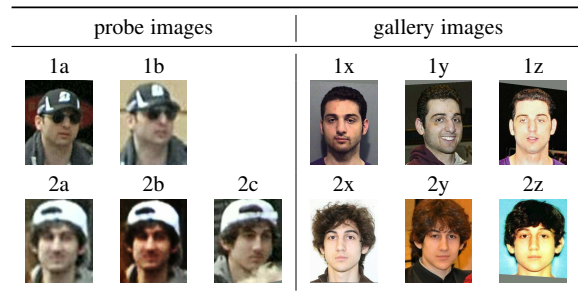 probe images gallery images
1a 1b 1x 1y 1z
2a 2b 2c 2x 2y 2z